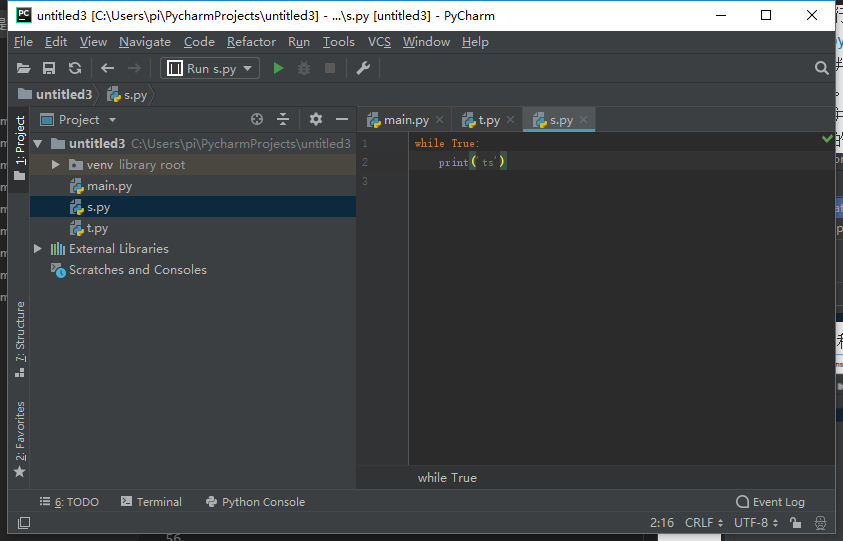 untitled3 [C:\Users\pi\PycharmProjects\untitled3] - ...\s.py [untitled3] - PyCharm
File Edit View Navigate Code Refactor Run Tools VCS Window Help
Run s.py
untitled3 s.py
1: Project
Project
main.py t.py s.py
untitled3 C:\Users\pi\PycharmProjects\untitled3
venv library root
main.py
s.py
t.py
External Libraries
Scratches and Consoles
1 while True:
2 print('ts')
3
7: Structure
2: Favorites
while True
6: TODO Terminal Python Console Event Log
2:16 CRLF UTF-8
56